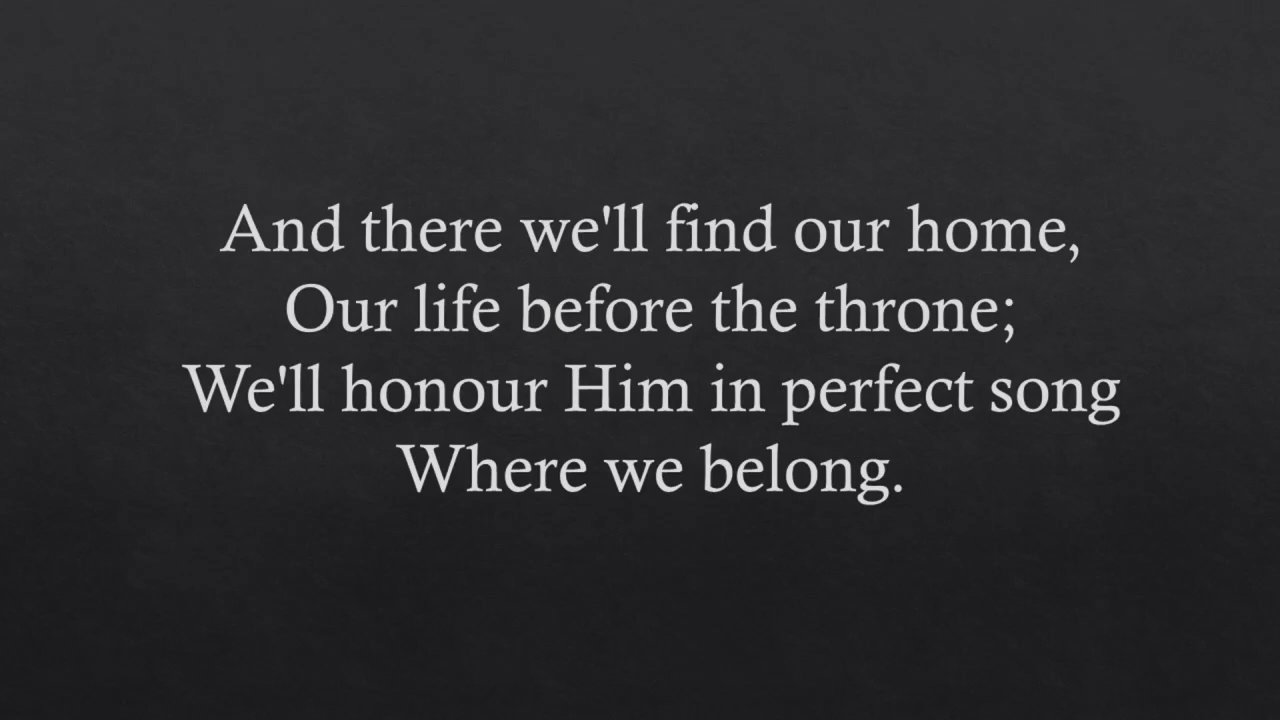 And there we'll find our home,
Our life before the throne;
We'll honour Him in perfect song
Where we belong.